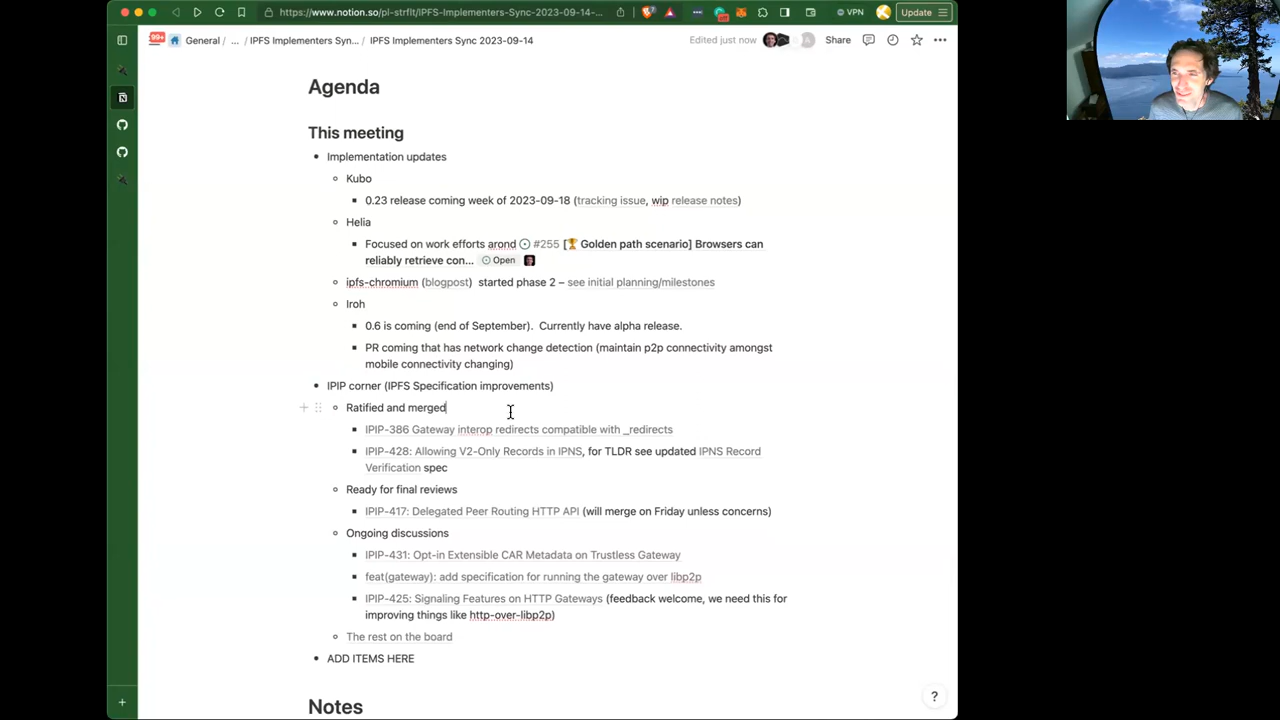 https://www.notion.so/pl-strflt/IPFS-Implementers-Sync-2023-09-14-...
VPN
Update
99+
General / ... / IPFS Implementers Syn... / IPFS Implementers Sync 2023-09-14
Edited just now
A
Share
Agenda
This meeting
Implementation updates
Kubo
0.23 release coming week of 2023-09-18 (tracking issue, wip release notes)
Helia
Focused on work efforts arond #255 [🏆 Golden path scenario] Browsers can
reliably retrieve con... Open
ipfs-chromium (blogpost) started phase 2 – see initial planning/milestones
Iroh
0.6 is coming (end of September). Currently have alpha release.
PR coming that has network change detection (maintain p2p connectivity amongst
mobile connectivity changing)
IPIP corner (IPFS Specification improvements)
Ratified and merged
IPIP-386 Gateway interop redirects compatible with _redirects
IPIP-428: Allowing V2-Only Records in IPNS, for TLDR see updated IPNS Record
Verification spec
Ready for final reviews
IPIP-417: Delegated Peer Routing HTTP API (will merge on Friday unless concerns)
Ongoing discussions
IPIP-431: Opt-in Extensible CAR Metadata on Trustless Gateway
feat(gateway): add specification for running the gateway over libp2p
IPIP-425: Signaling Features on HTTP Gateways (feedback welcome, we need this for
improving things like http-over-libp2p)
The rest on the board
ADD ITEMS HERE
Notes
?